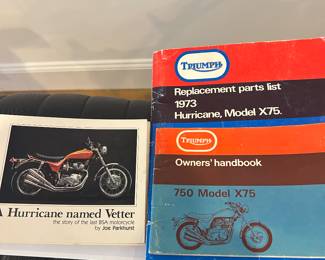 A Hurricane named Vetter
the story of the last BSA motorcycle
by Joe Parkhurst
TRIUMPH
Replacement parts list
1973
Hurricane, Model X75.
TRIUMPH
Owners' handbook
750 Model X75